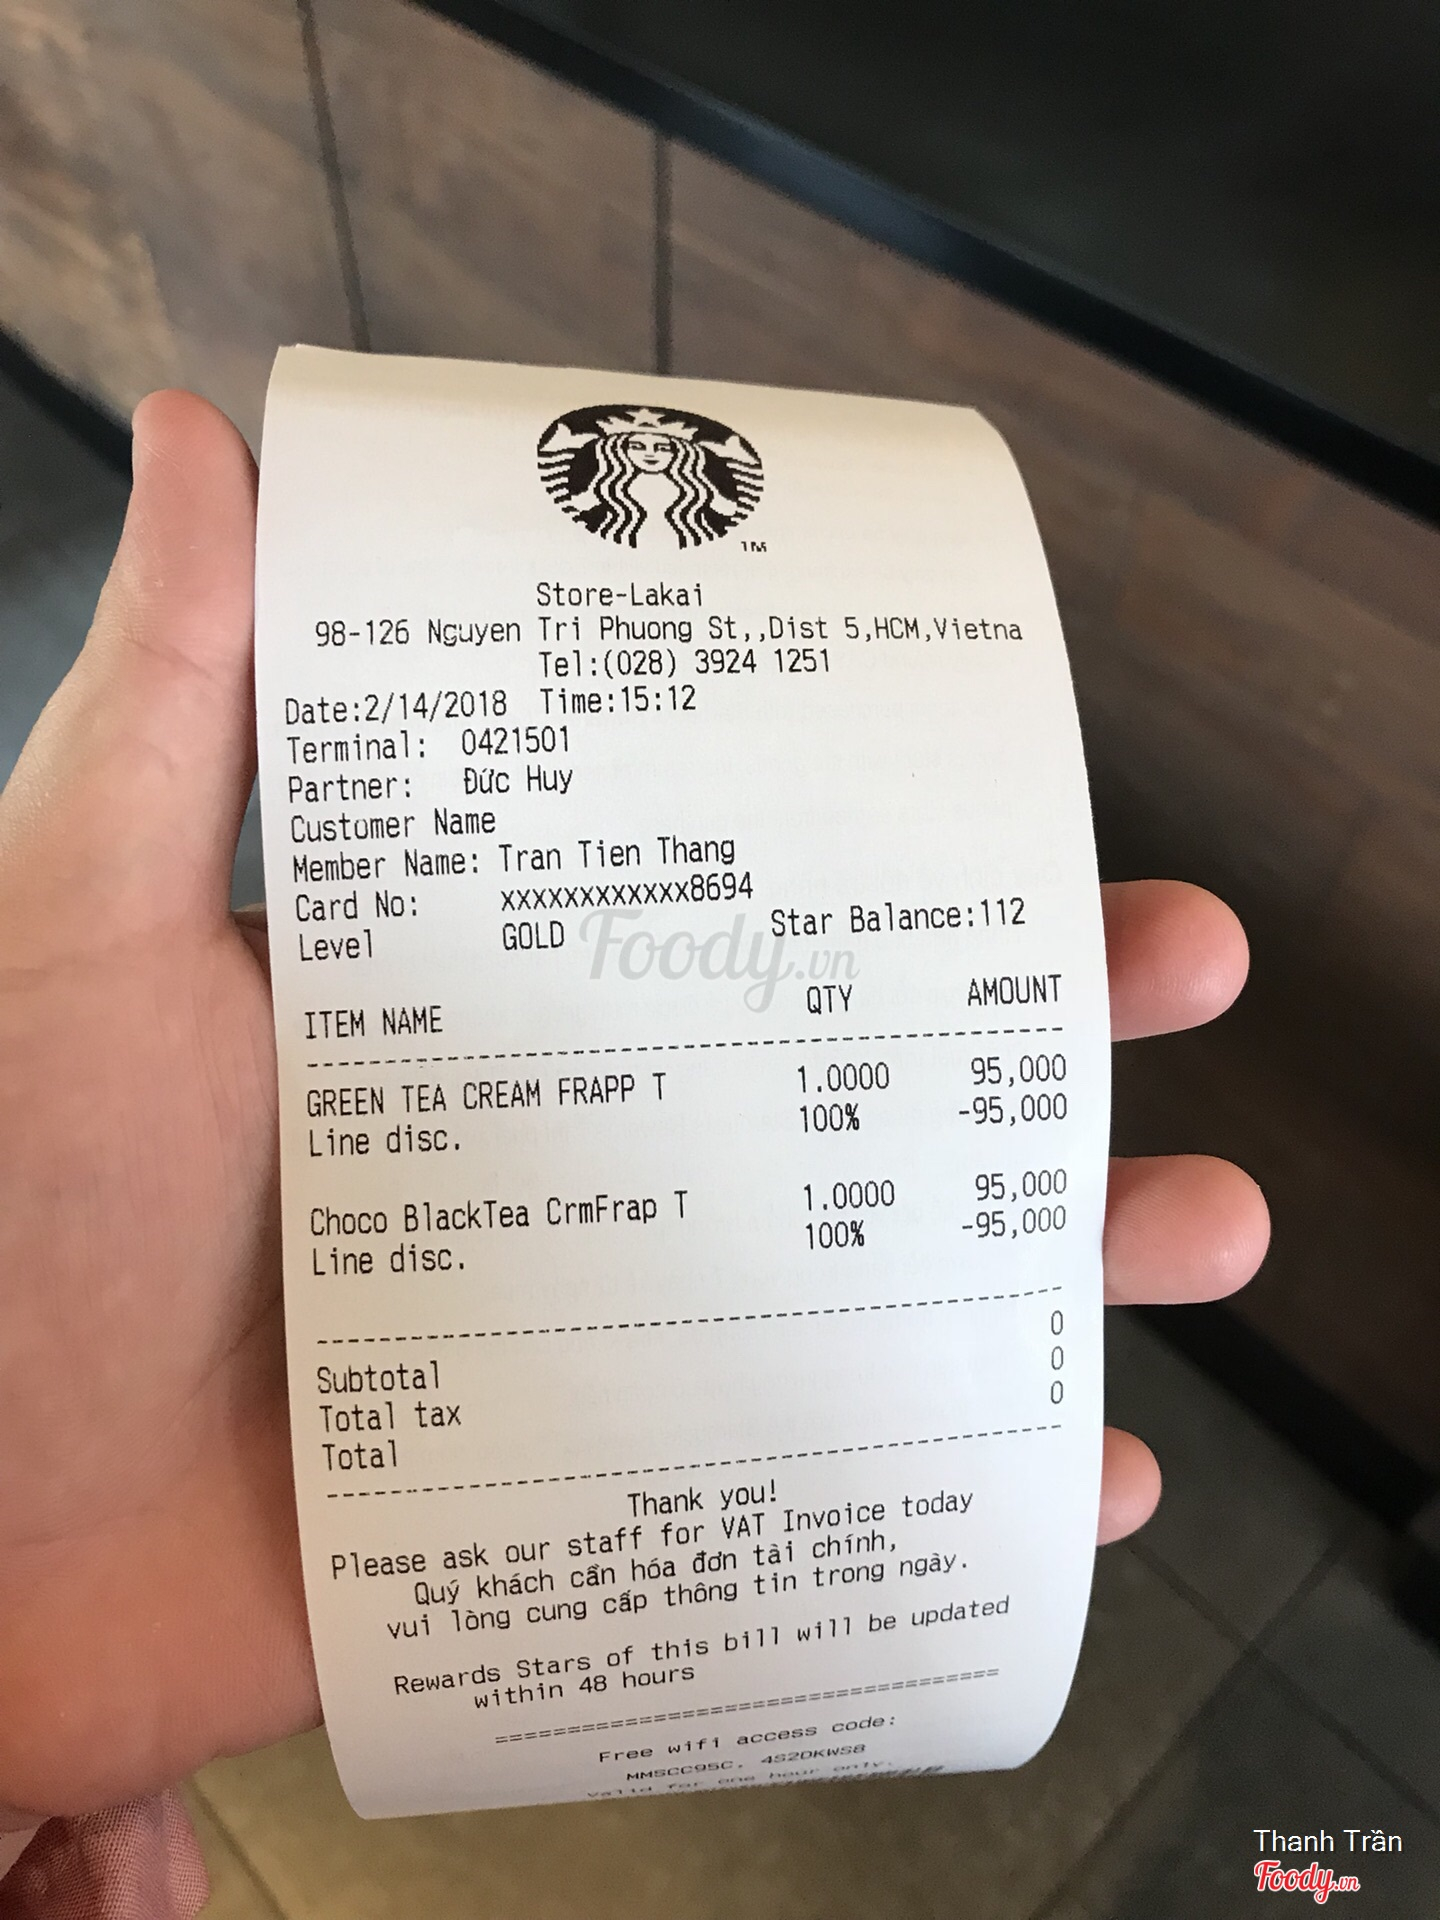 TM
Store-Lakai
98-126 Nguyen Tri Phuong St,,Dist 5,HCM,Vietna
Tel:(028) 3924 1251
Date:2/14/2018 Time:15:12
Terminal: 0421501
Partner: Đức Huy
Customer Name
Member Name: Tran Tien Thang
Card No: xxxxxxxxxxxx8694
Level GOLD Star Balance:112
Foody.vn
ITEM NAME QTY AMOUNT
GREEN TEA CREAM FRAPP T 1.0000 95,000
Line disc. 100% -95,000
Choco BlackTea CrmFrap T 1.0000 95,000
Line disc. 100% -95,000
Subtotal 0
Total tax 0
Total 0
Thank you!
Please ask our staff for VAT Invoice today
Quý khách cần hóa đơn tài chính,
vui lòng cung cấp thông tin trong ngày.
Rewards Stars of this bill will be updated
within 48 hours
Free wifi access code:
MMSCC95C, 4S2DKWS8
Valid for one hour only.
Thanh Trần
Foody.vn